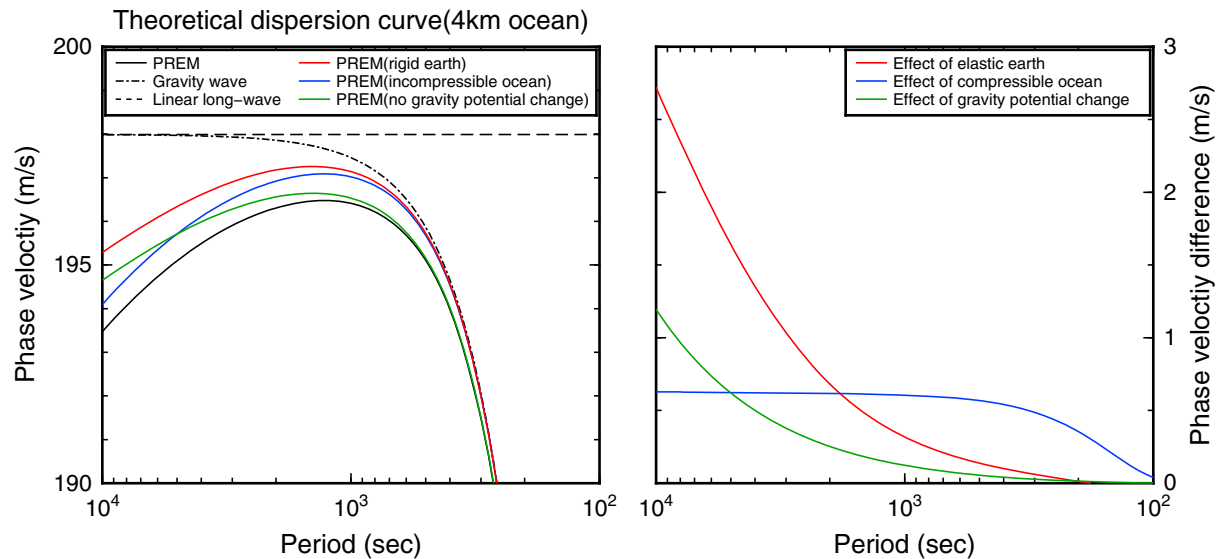 Theoretical dispersion curve(4km ocean)
200
195
190
Phase veloctiy (m/s)
PREM
Gravity wave
Linear long−wave
PREM(rigid earth)
PREM(incompressible ocean)
PREM(no gravity potential change)
10⁴
10³
10²
Period (sec)
Effect of elastic earth
Effect of compressible ocean
Effect of gravity potential change
3
2
1
0
Phase veloctiy difference (m/s)
10⁴
10³
10²
Period (sec)